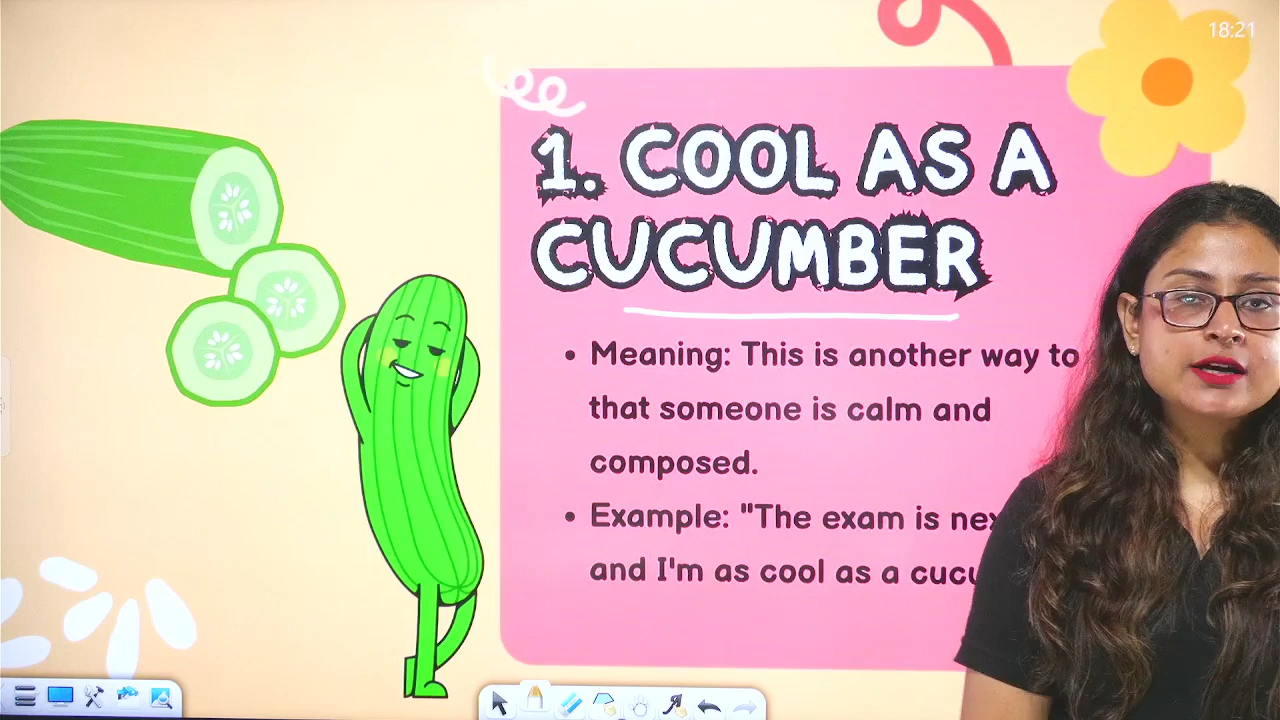 18:21
1. COOL AS A
CUCUMBER
• Meaning: This is another way to
that someone is calm and
composed.
• Example: "The exam is
and I'm as cool as a